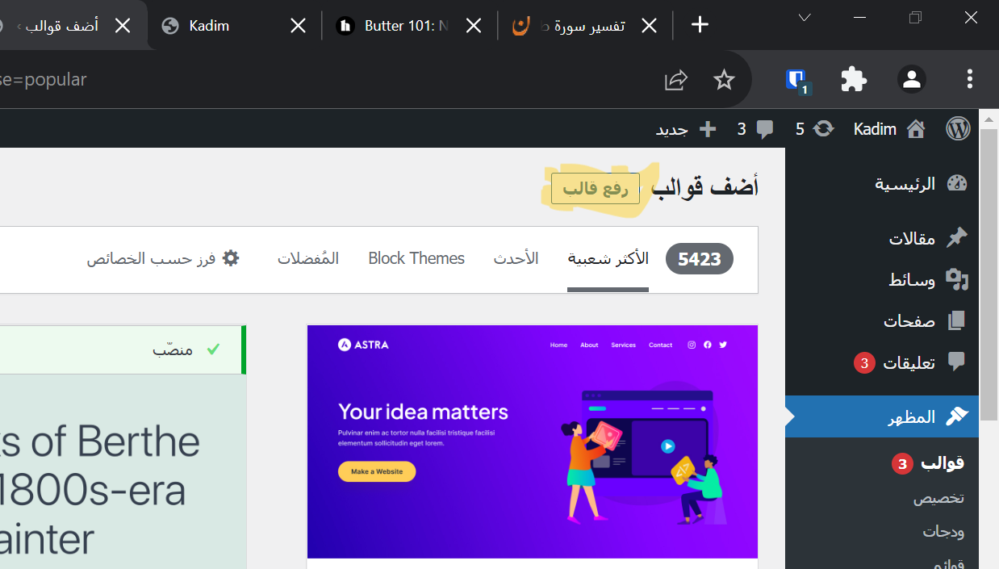 أضف قوالب ›
Kadim
Butter 101:
تفسير سورة
se=popular
1
Kadim
5
3
جديد
أضف قوالب
رفع قالب
5423
الأكثر شعبية
الأحدث
Block Themes
المُفضلات
فرز حسب الخصائص
الرئيسية
مقالات
وسائط
صفحات
تعليقات 3
المظهر
قوالب 3
تخصيص
ودجات
قوائم
منصّب
ks of Berthe
1800s-era
ainter
ASTRA
Home
About
Services
Contact
Your idea matters
Pulvinar enim ac tortor nulla facilisi tristique facilisi
elementum sollicitudin eget lorem.
Make a Website